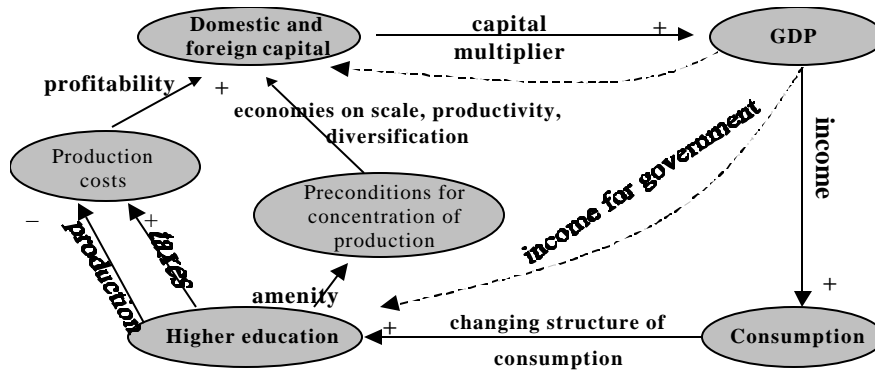 Domestic and
foreign capital
capital
multiplier
+
GDP
profitability
+
economies on scale, productivity,
diversification
income for government
income
Production
costs
Preconditions for
concentration of
production
–
production
+
taxes
amenity
+
Higher education
+
changing structure of
consumption
Consumption